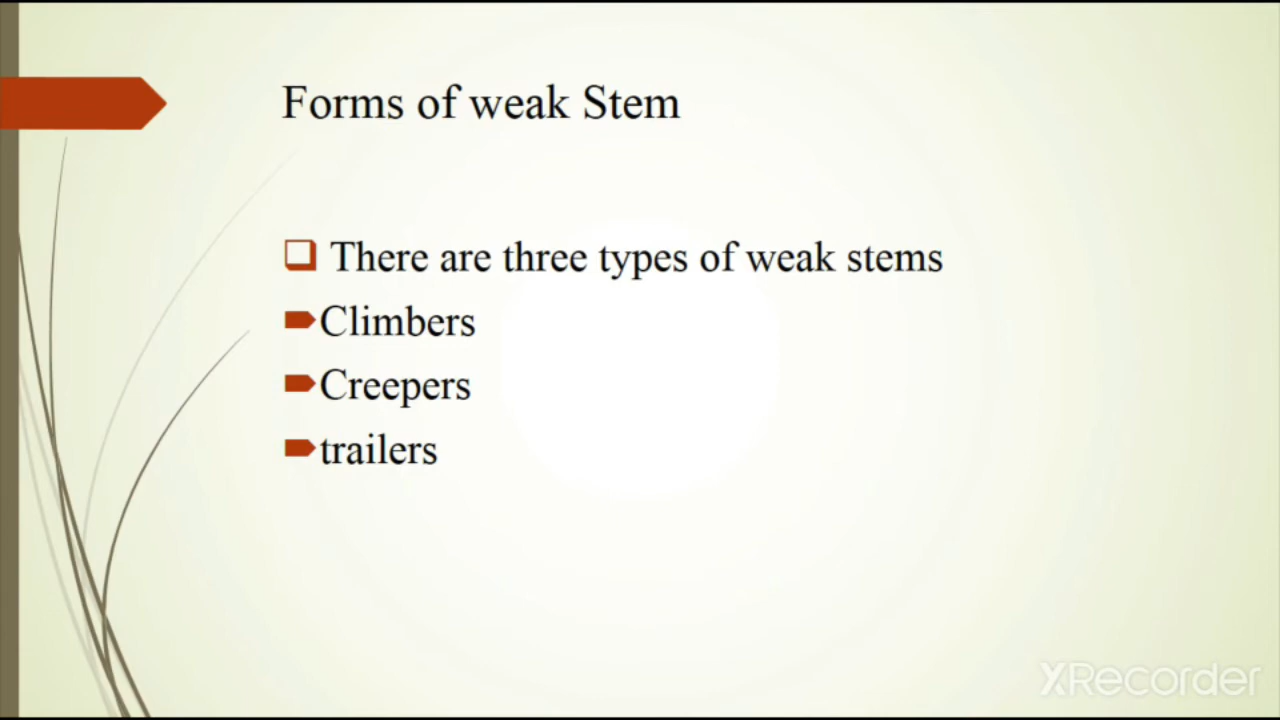 Forms of weak Stem
There are three types of weak stems
Climbers
Creepers
trailers
XRecorder